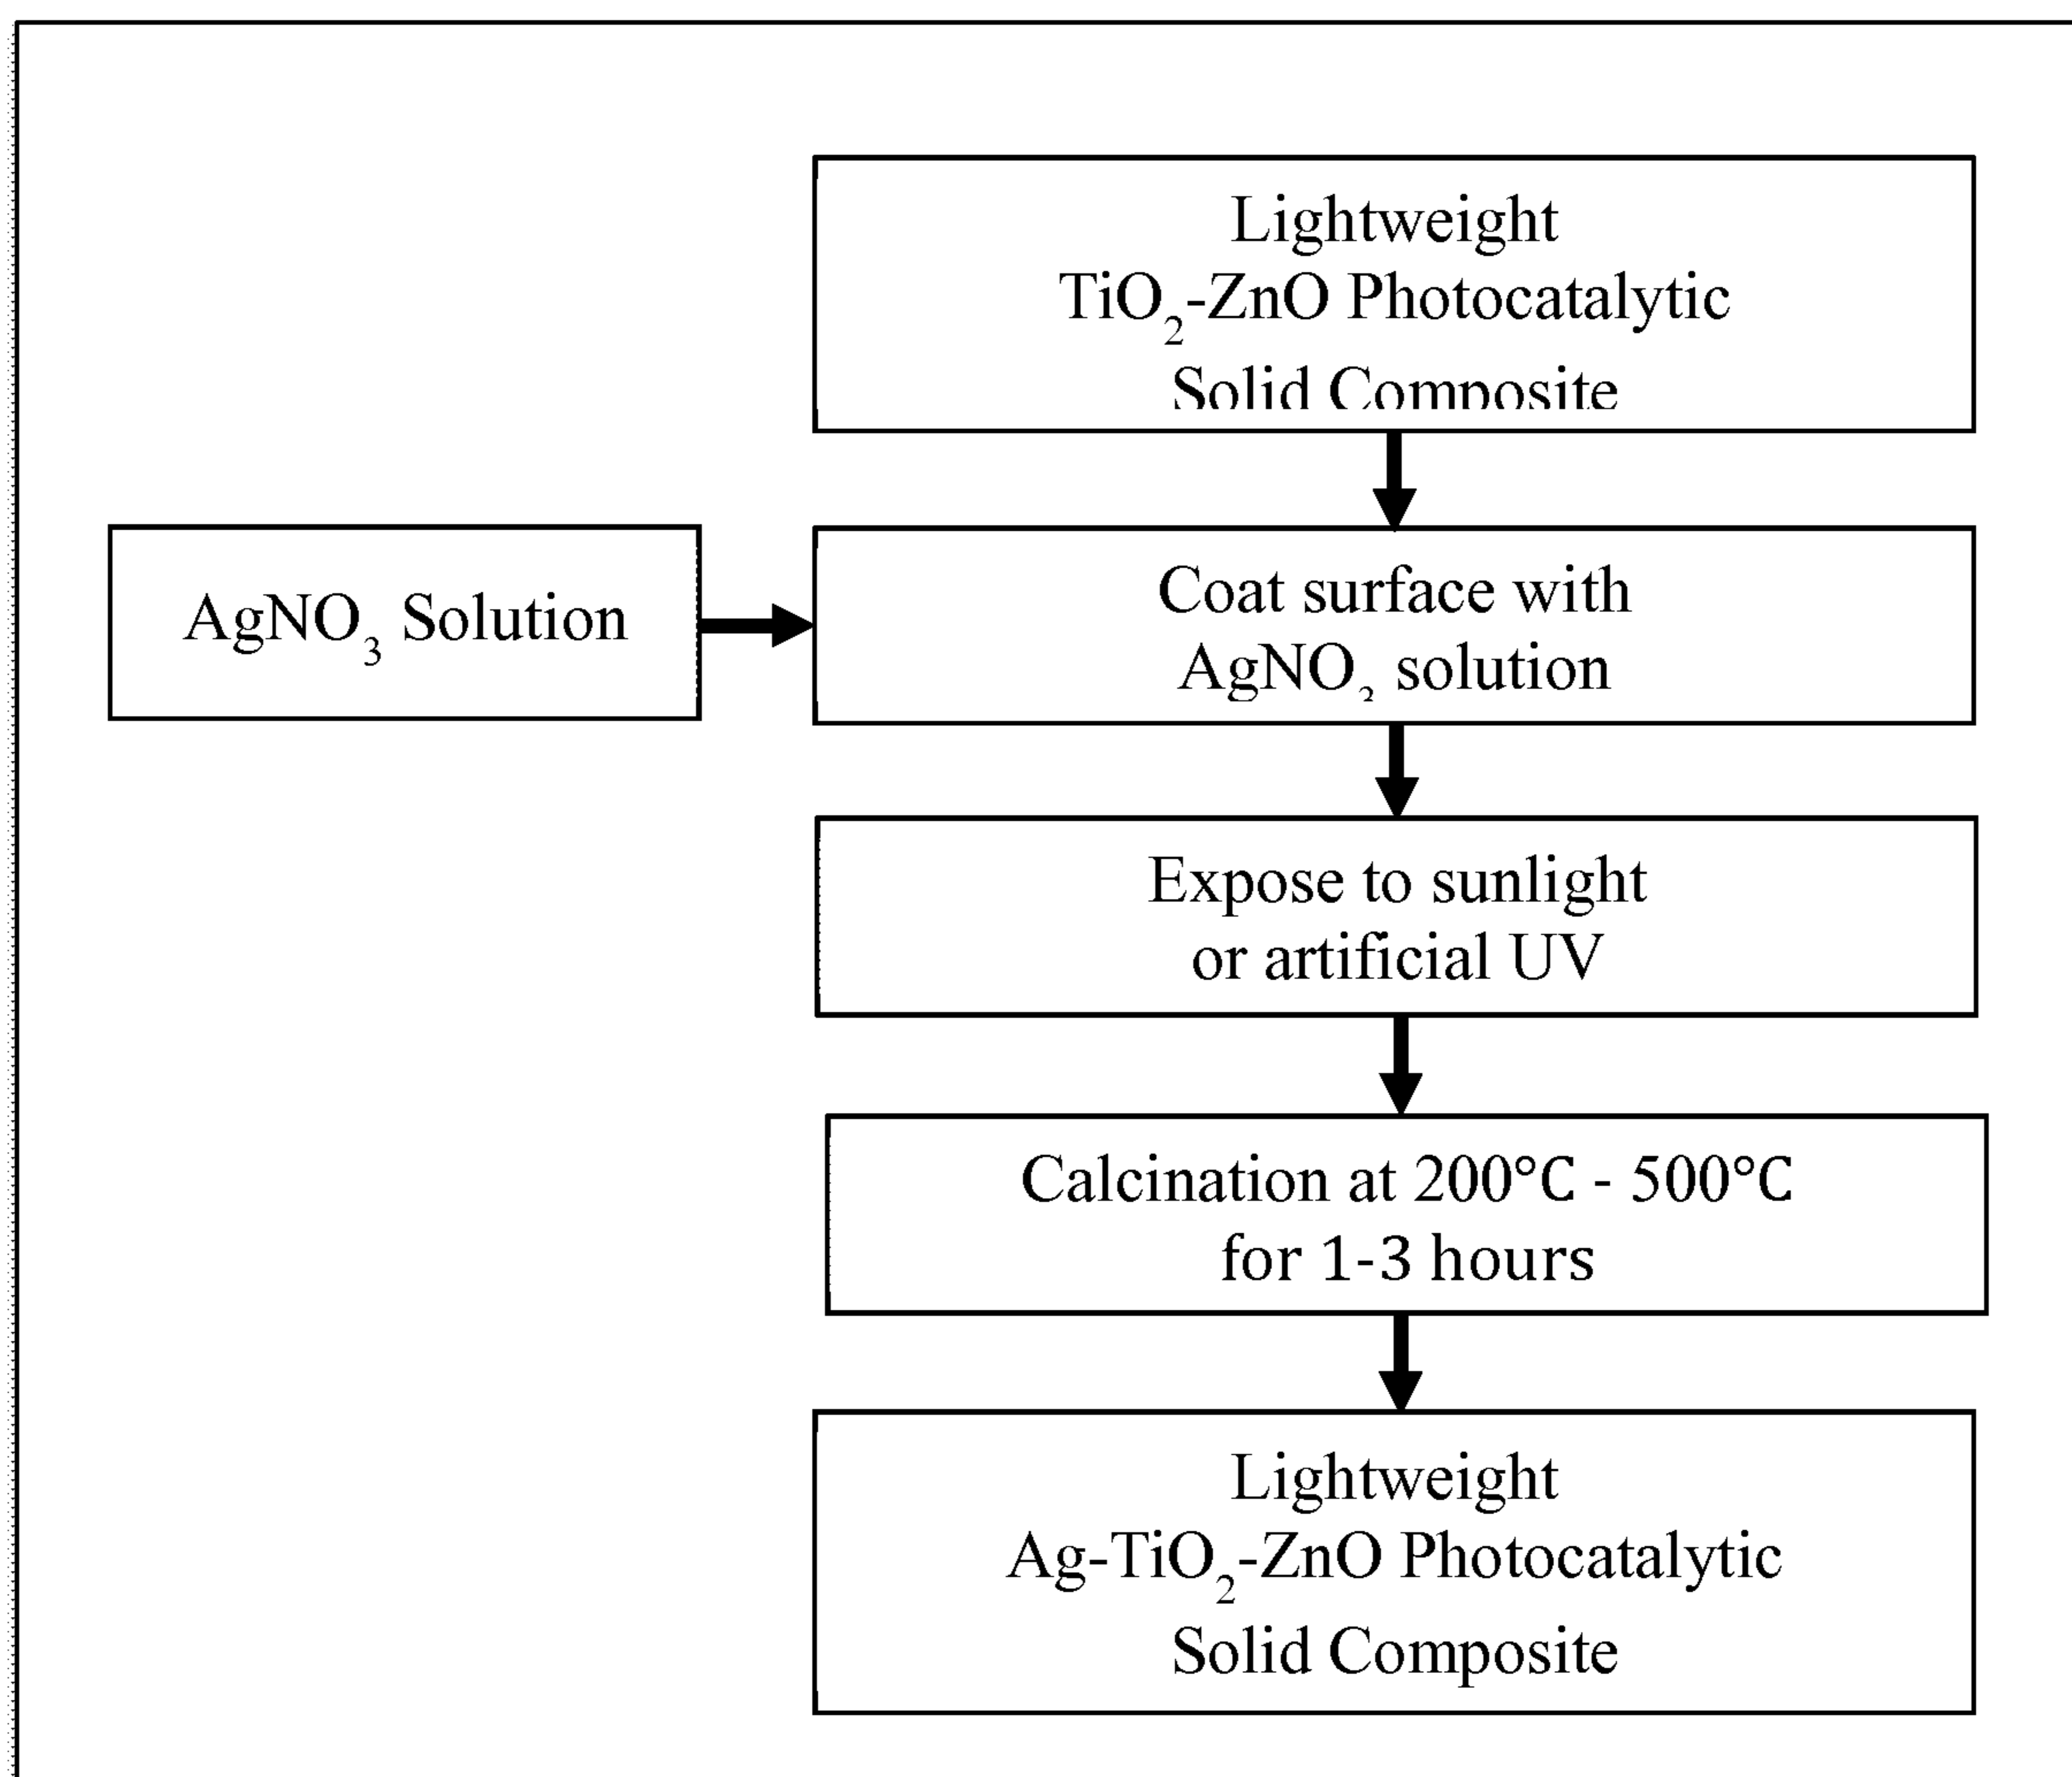 Lightweight
TiO₂-ZnO Photocatalytic
Solid Composite
AgNO₃ Solution
Coat surface with
AgNO₃ solution
Expose to sunlight
or artificial UV
Calcination at 200°C - 500°C
for 1-3 hours
Lightweight
Ag-TiO₂-ZnO Photocatalytic
Solid Composite